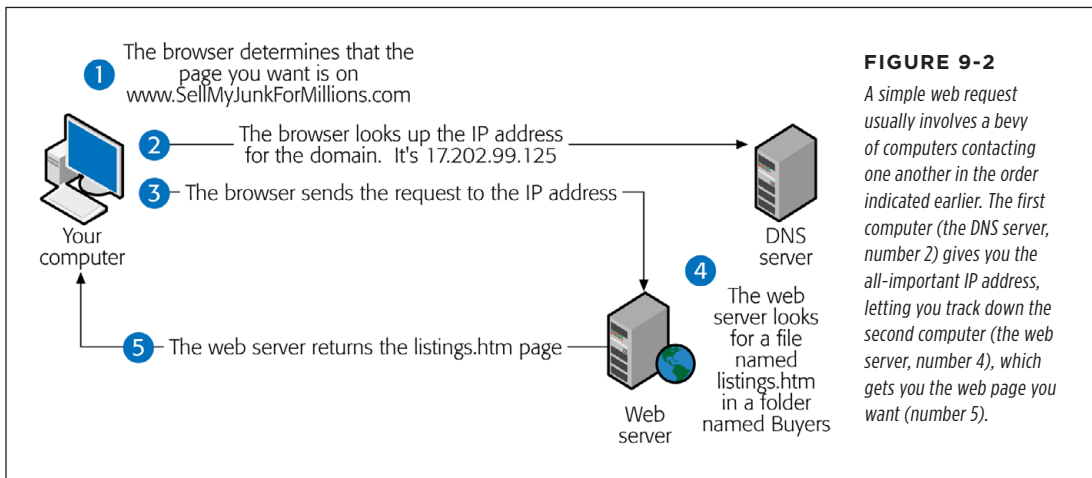 1
The browser determines that the
page you want is on
www.SellMyJunkForMillions.com
2
The browser looks up the IP address
for the domain. It's 17.202.99.125
3
The browser sends the request to the IP address
Your
computer
DNS
server
4
The web
server looks
for a file
named
listings.htm
in a folder
named Buyers
5
The web server returns the listings.htm page
Web
server
FIGURE 9-2
A simple web request
usually involves a bevy
of computers contacting
one another in the order
indicated earlier. The first
computer (the DNS server,
number 2) gives you the
all-important IP address,
letting you track down the
second computer (the web
server, number 4), which
gets you the web page you
want (number 5).